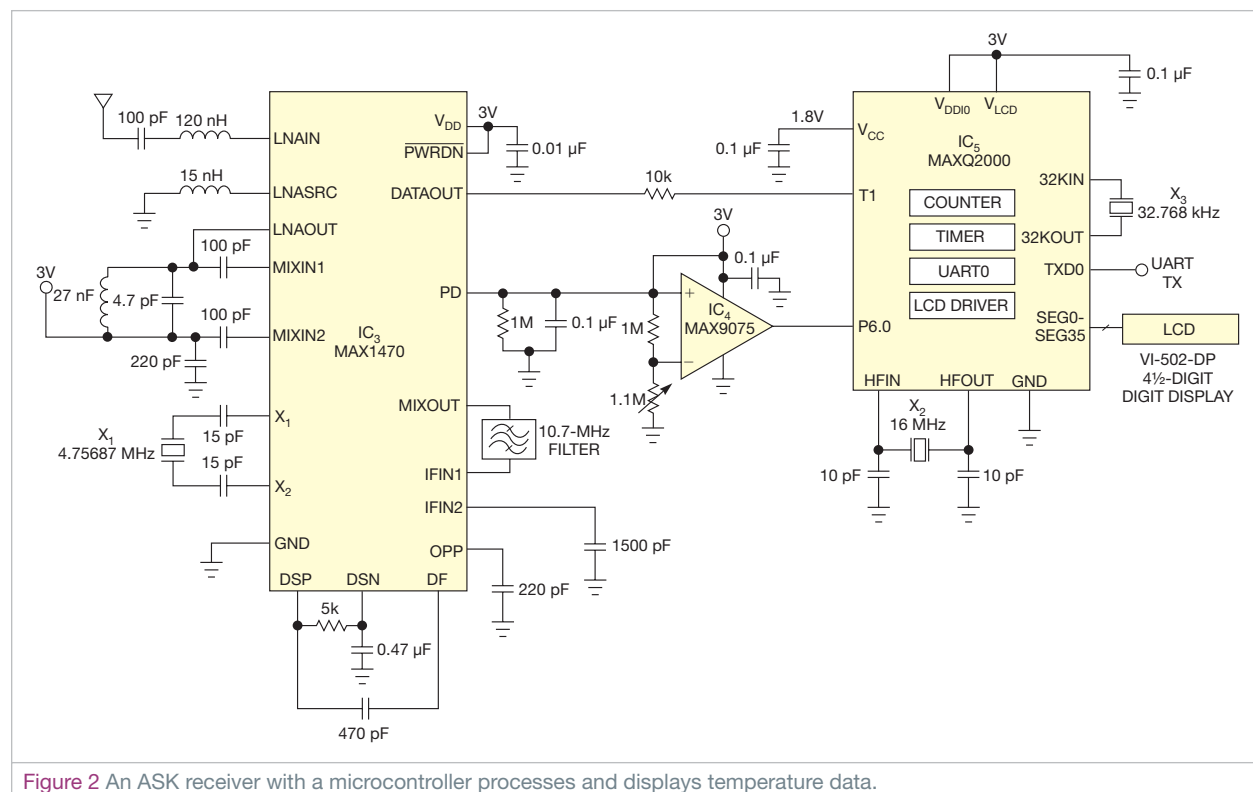 3V
0.1 µF
100 pF
120 nH
LNAIN
V_DD
3V
PWRDN
0.01 µF
1.8V
0.1 µF
V_CC
V_DDIO
V_LCD
IC5
MAXQ2000
15 nH
LNASRC
DATAOUT
10k
T1
COUNTER
32KIN
X3
32.768 kHz
LNAOUT
100 pF
MIXIN1
3V
27 nF
4.7 pF
3V
0.1 µF
TIMER
32KOUT
UART0
TXD0
UART
TX
PD
1M
0.1 µF
1M
IC4
MAX9075
P6.0
LCD DRIVER
SEG0-
SEG35
LCD
100 pF
MIXIN2
220 pF
IC3
MAX1470
VI-502-DP
4½-DIGIT
DIGIT DISPLAY
1.1M
HFIN
HFOUT
GND
X2
16 MHz
10 pF
10 pF
MIXOUT
10.7-MHz
FILTER
X1
15 pF
X1
4.75687 MHz
15 pF
X2
IFIN1
IFIN2
1500 pF
GND
OPP
220 pF
DSP
DSN
DF
5k
0.47 µF
470 pF
Figure 2 An ASK receiver with a microcontroller processes and displays temperature data.